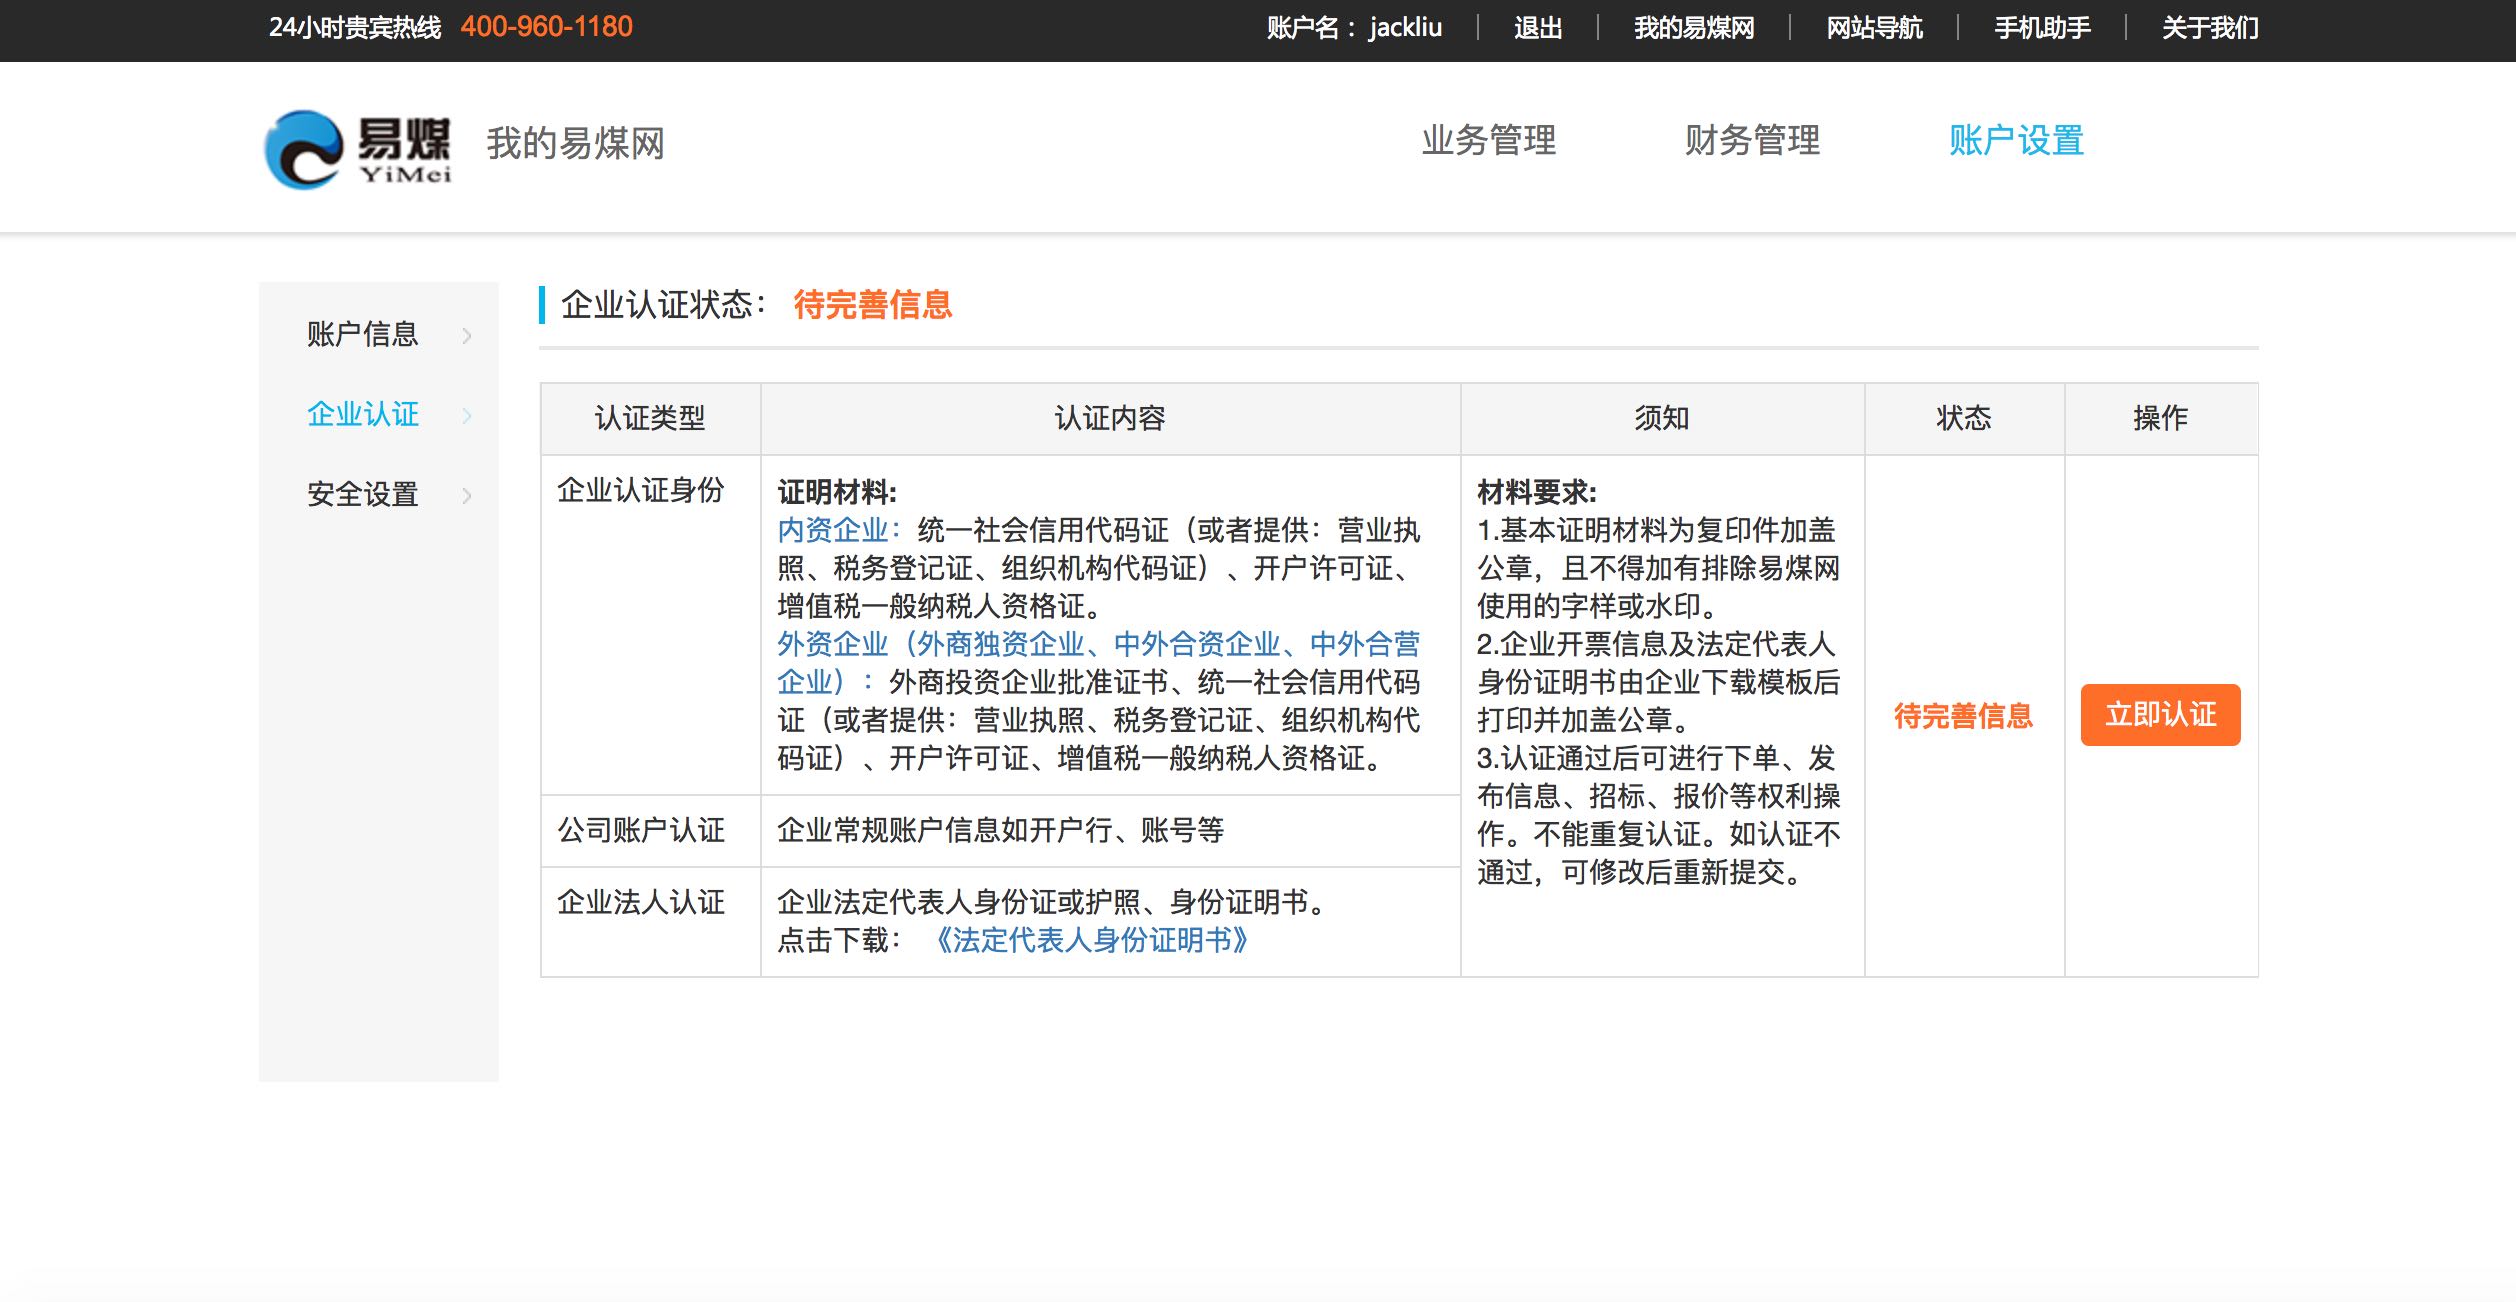 24小时贵宾热线 400-960-1180 账户名： jackliu 退出 我的易煤网 网站导航 手机助手 关于我们
易煤
YiMei
我的易煤网 业务管理 财务管理 账户设置
账户信息
企业认证
安全设置
企业认证状态： 待完善信息
认证类型 认证内容 须知 状态 操作
企业认证身份
证明材料:
内资企业：统一社会信用代码证（或者提供：营业执
照、税务登记证、组织机构代码证）、开户许可证、
增值税一般纳税人资格证。
外资企业（外商独资企业、中外合资企业、中外合营
企业）：外商投资企业批准证书、统一社会信用代码
证（或者提供：营业执照、税务登记证、组织机构代
码证）、开户许可证、增值税一般纳税人资格证。
公司账户认证 企业常规账户信息如开户行、账号等
企业法人认证 企业法定代表人身份证或护照、身份证明书。
点击下载： 《法定代表人身份证明书》
材料要求:
1.基本证明材料为复印件加盖
公章，且不得加有排除易煤网
使用的字样或水印。
2.企业开票信息及法定代表人
身份证明书由企业下载模板后
打印并加盖公章。
3.认证通过后可进行下单、发
布信息、招标、报价等权利操
作。不能重复认证。如认证不
通过，可修改后重新提交。
待完善信息
立即认证